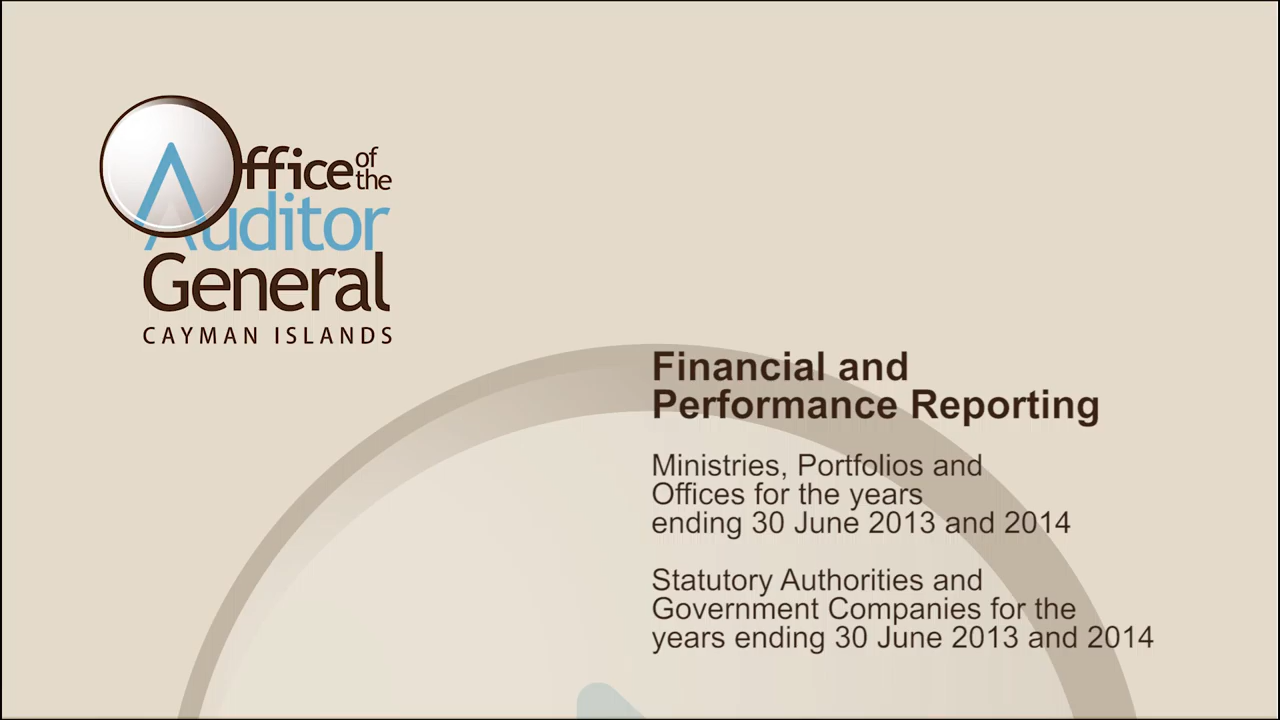 Office of the
Auditor
General
CAYMAN ISLANDS
Financial and
Performance Reporting
Ministries, Portfolios and
Offices for the years
ending 30 June 2013 and 2014
Statutory Authorities and
Government Companies for the
years ending 30 June 2013 and 2014